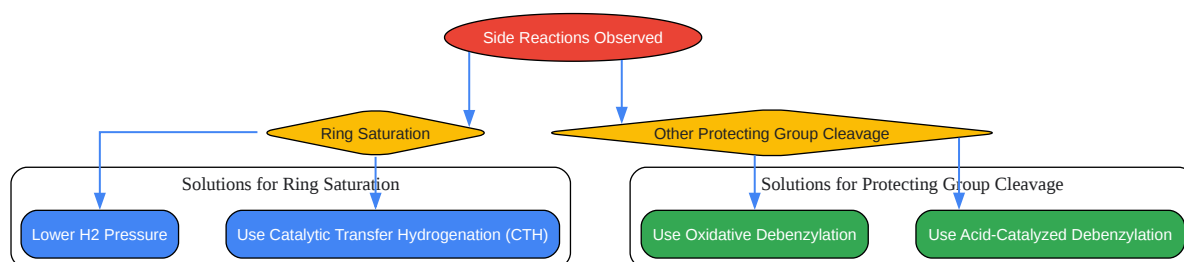 Side Reactions Observed
Ring Saturation
Other Protecting Group Cleavage
Solutions for Ring Saturation
Solutions for Protecting Group Cleavage
Lower H2 Pressure
Use Catalytic Transfer Hydrogenation (CTH)
Use Oxidative Debenzylation
Use Acid-Catalyzed Debenzylation